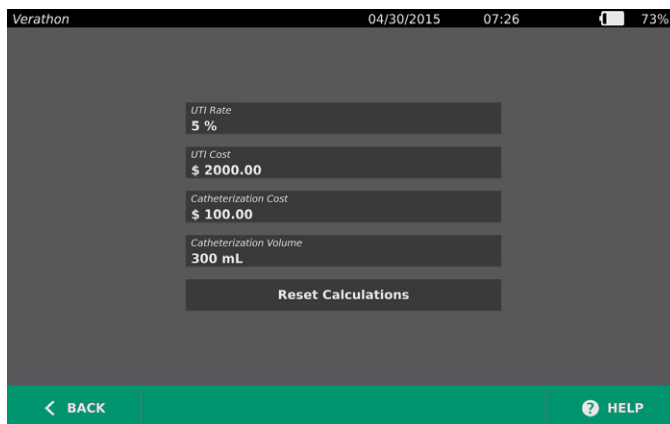 Verathon 04/30/2015 07:26 73%
UTI Rate
5 %
UTI Cost
$ 2000.00
Catheterization Cost
$ 100.00
Catheterization Volume
300 mL
Reset Calculations
BACK ? HELP